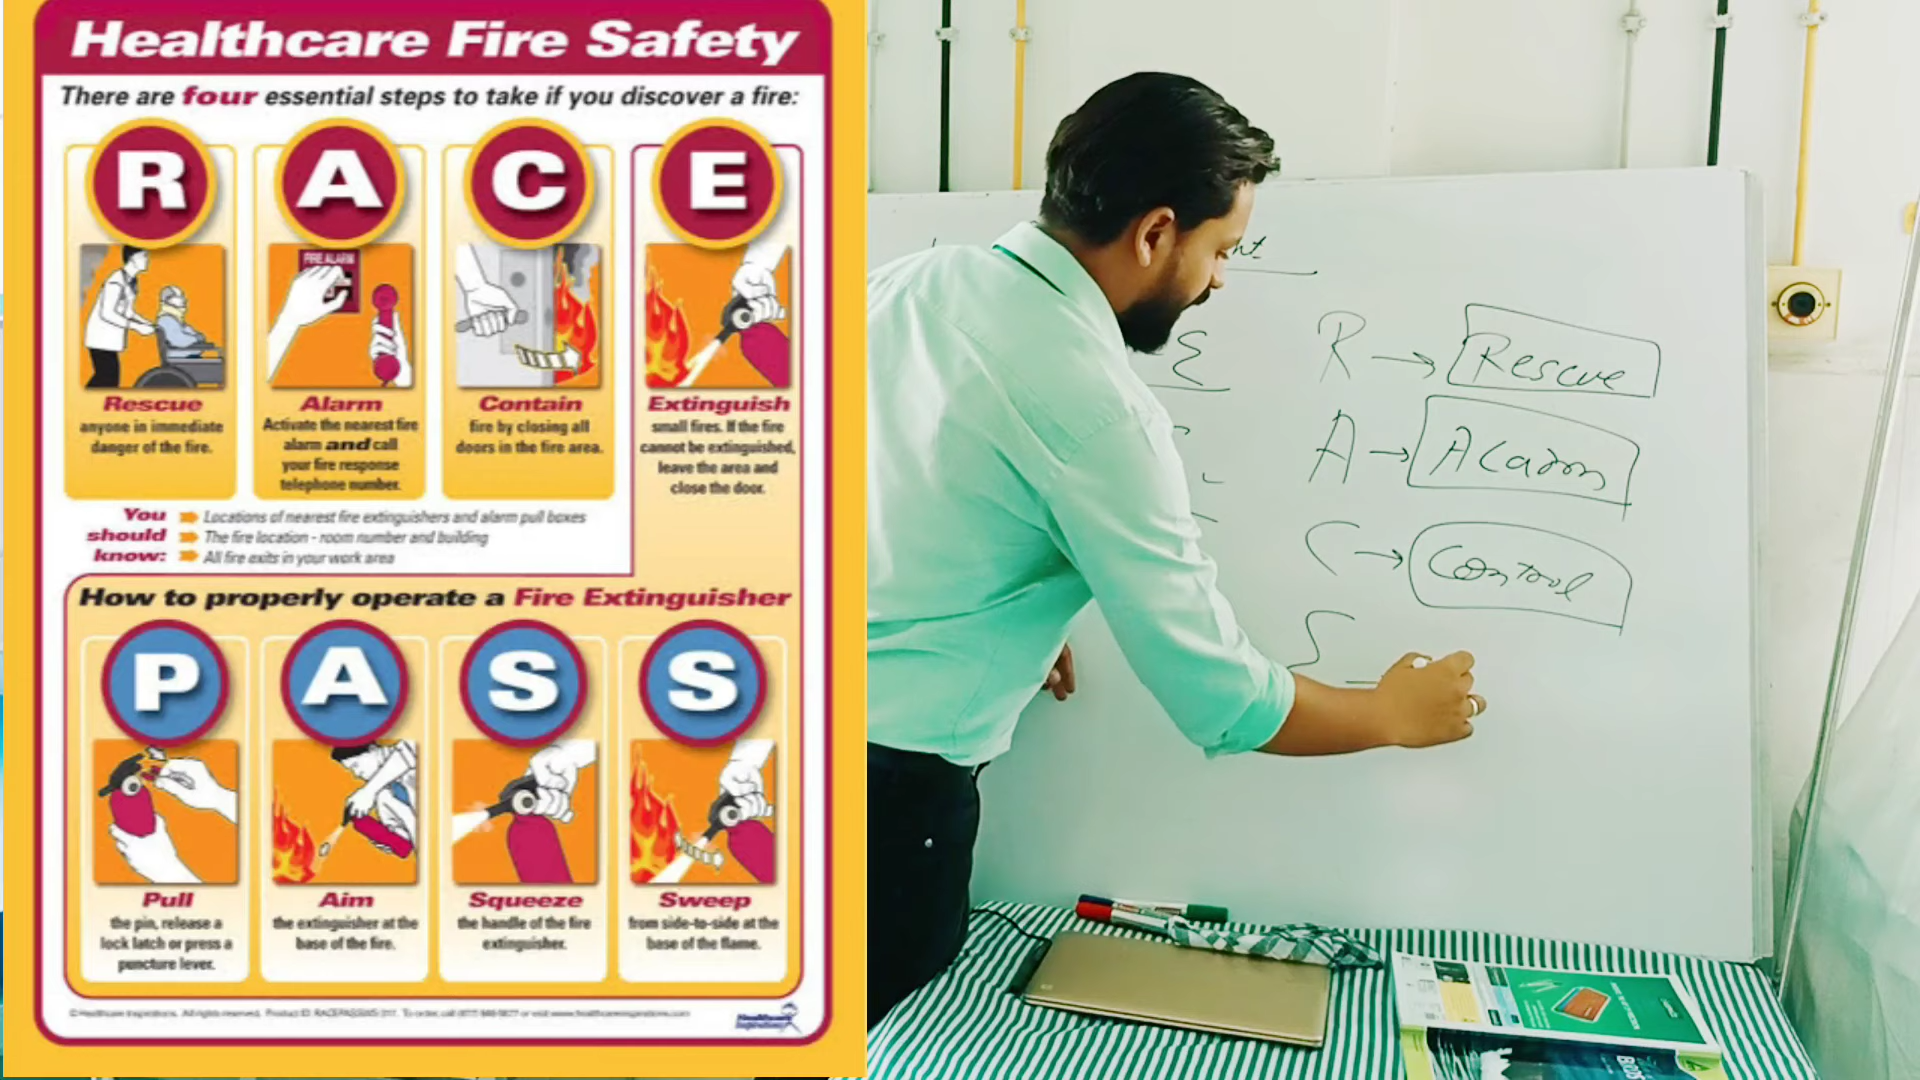 Healthcare Fire Safety
There are four essential steps to take if you discover a fire:
R A C E
FIRE ALARM
Rescue
anyone in immediate
danger of the fire.
Alarm
Activate the nearest fire
alarm and call
your fire response
telephone number.
Contain
fire by closing all
doors in the fire area.
Extinguish
small fires. If the fire
cannot be extinguished,
leave the area and
close the door.
You
should
know:
Locations of nearest fire extinguishers and alarm pull boxes
The fire location - room number and building
All fire exits in your work area
How to properly operate a Fire Extinguisher
P A S S
Pull
the pin, release a
lock latch or press a
puncture lever.
Aim
the extinguisher at the
base of the fire.
Squeeze
the handle of the fire
extinguisher.
Sweep
from side-to-side at the
base of the flame.
R → Rescue
A → Alarm
C → Control